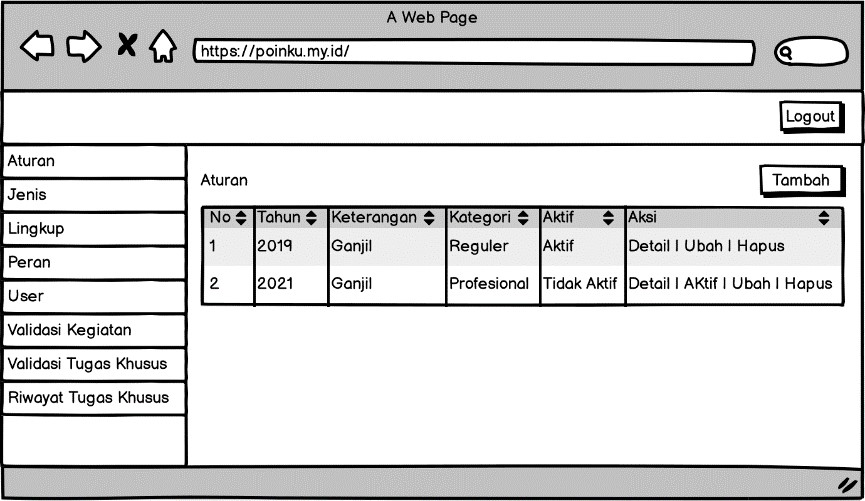 A Web Page
https://poinku.my.id/
Logout
Aturan
Jenis
Lingkup
Peran
User
Validasi Kegiatan
Validasi Tugas Khusus
Riwayat Tugas Khusus
Aturan
Tambah
No Tahun Keterangan Kategori Aktif Aksi
1 2019 Ganjil Reguler Aktif Detail | Ubah | Hapus
2 2021 Ganjil Profesional Tidak Aktif Detail | AKtif | Ubah | Hapus